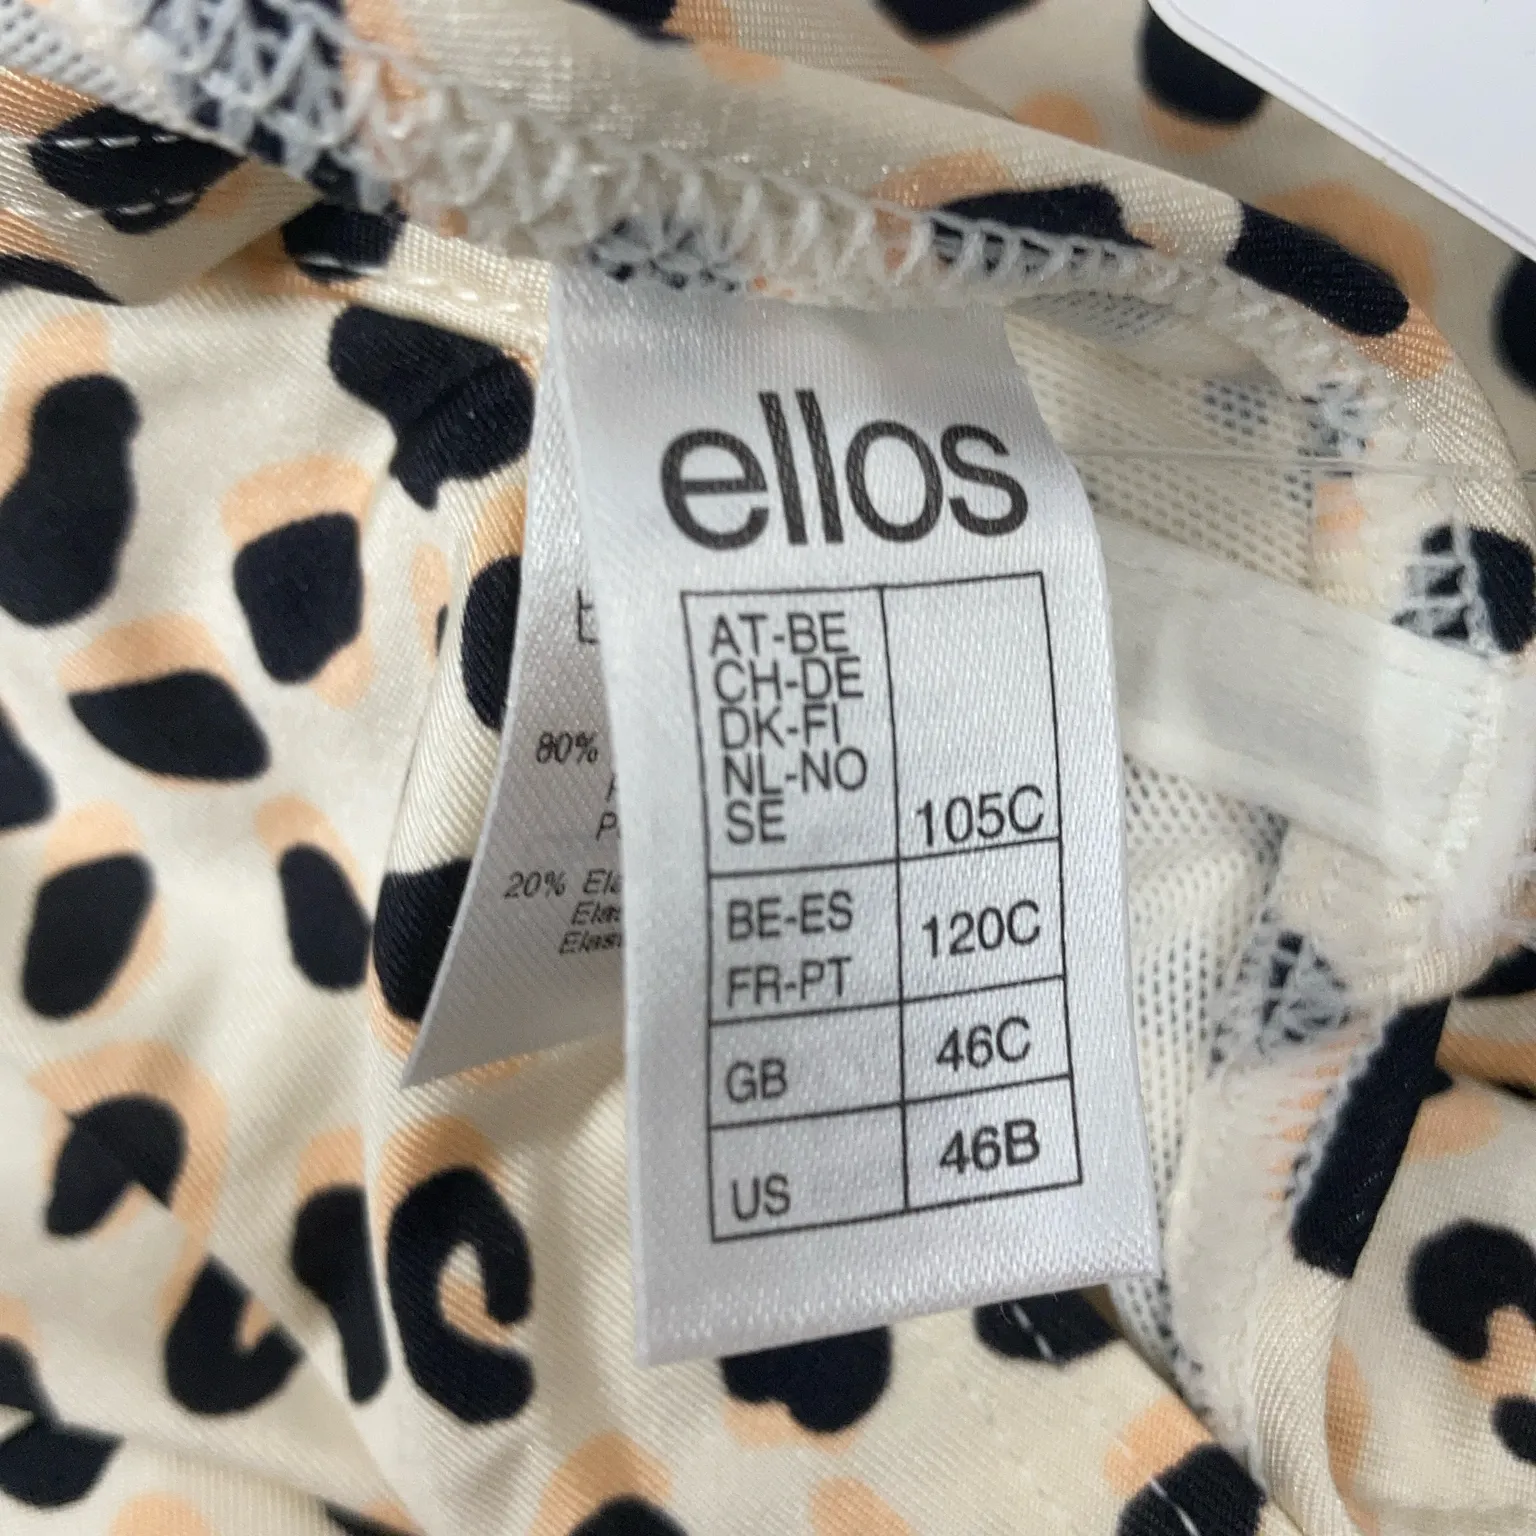 ellos
AT-BE
CH-DE
DK-FI
NL-NO
SE 105C
BE-ES
FR-PT 120C
GB 46C
US 46B
80%
20%